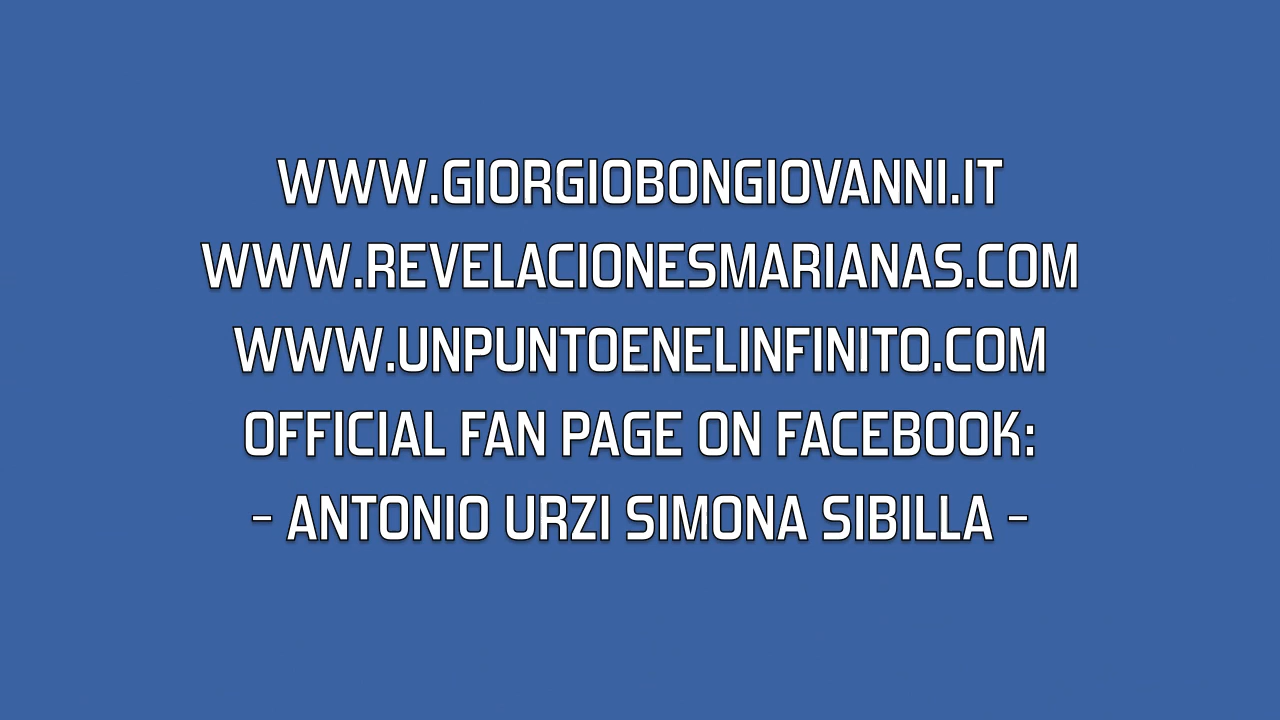 WWW.GIORGIOBONGIOVANNI.IT
WWW.REVELACIONESMARIANAS.COM
WWW.UNPUNTOENELINFINITO.COM
OFFICIAL FAN PAGE ON FACEBOOK:
- ANTONIO URZI SIMONA SIBILLA -